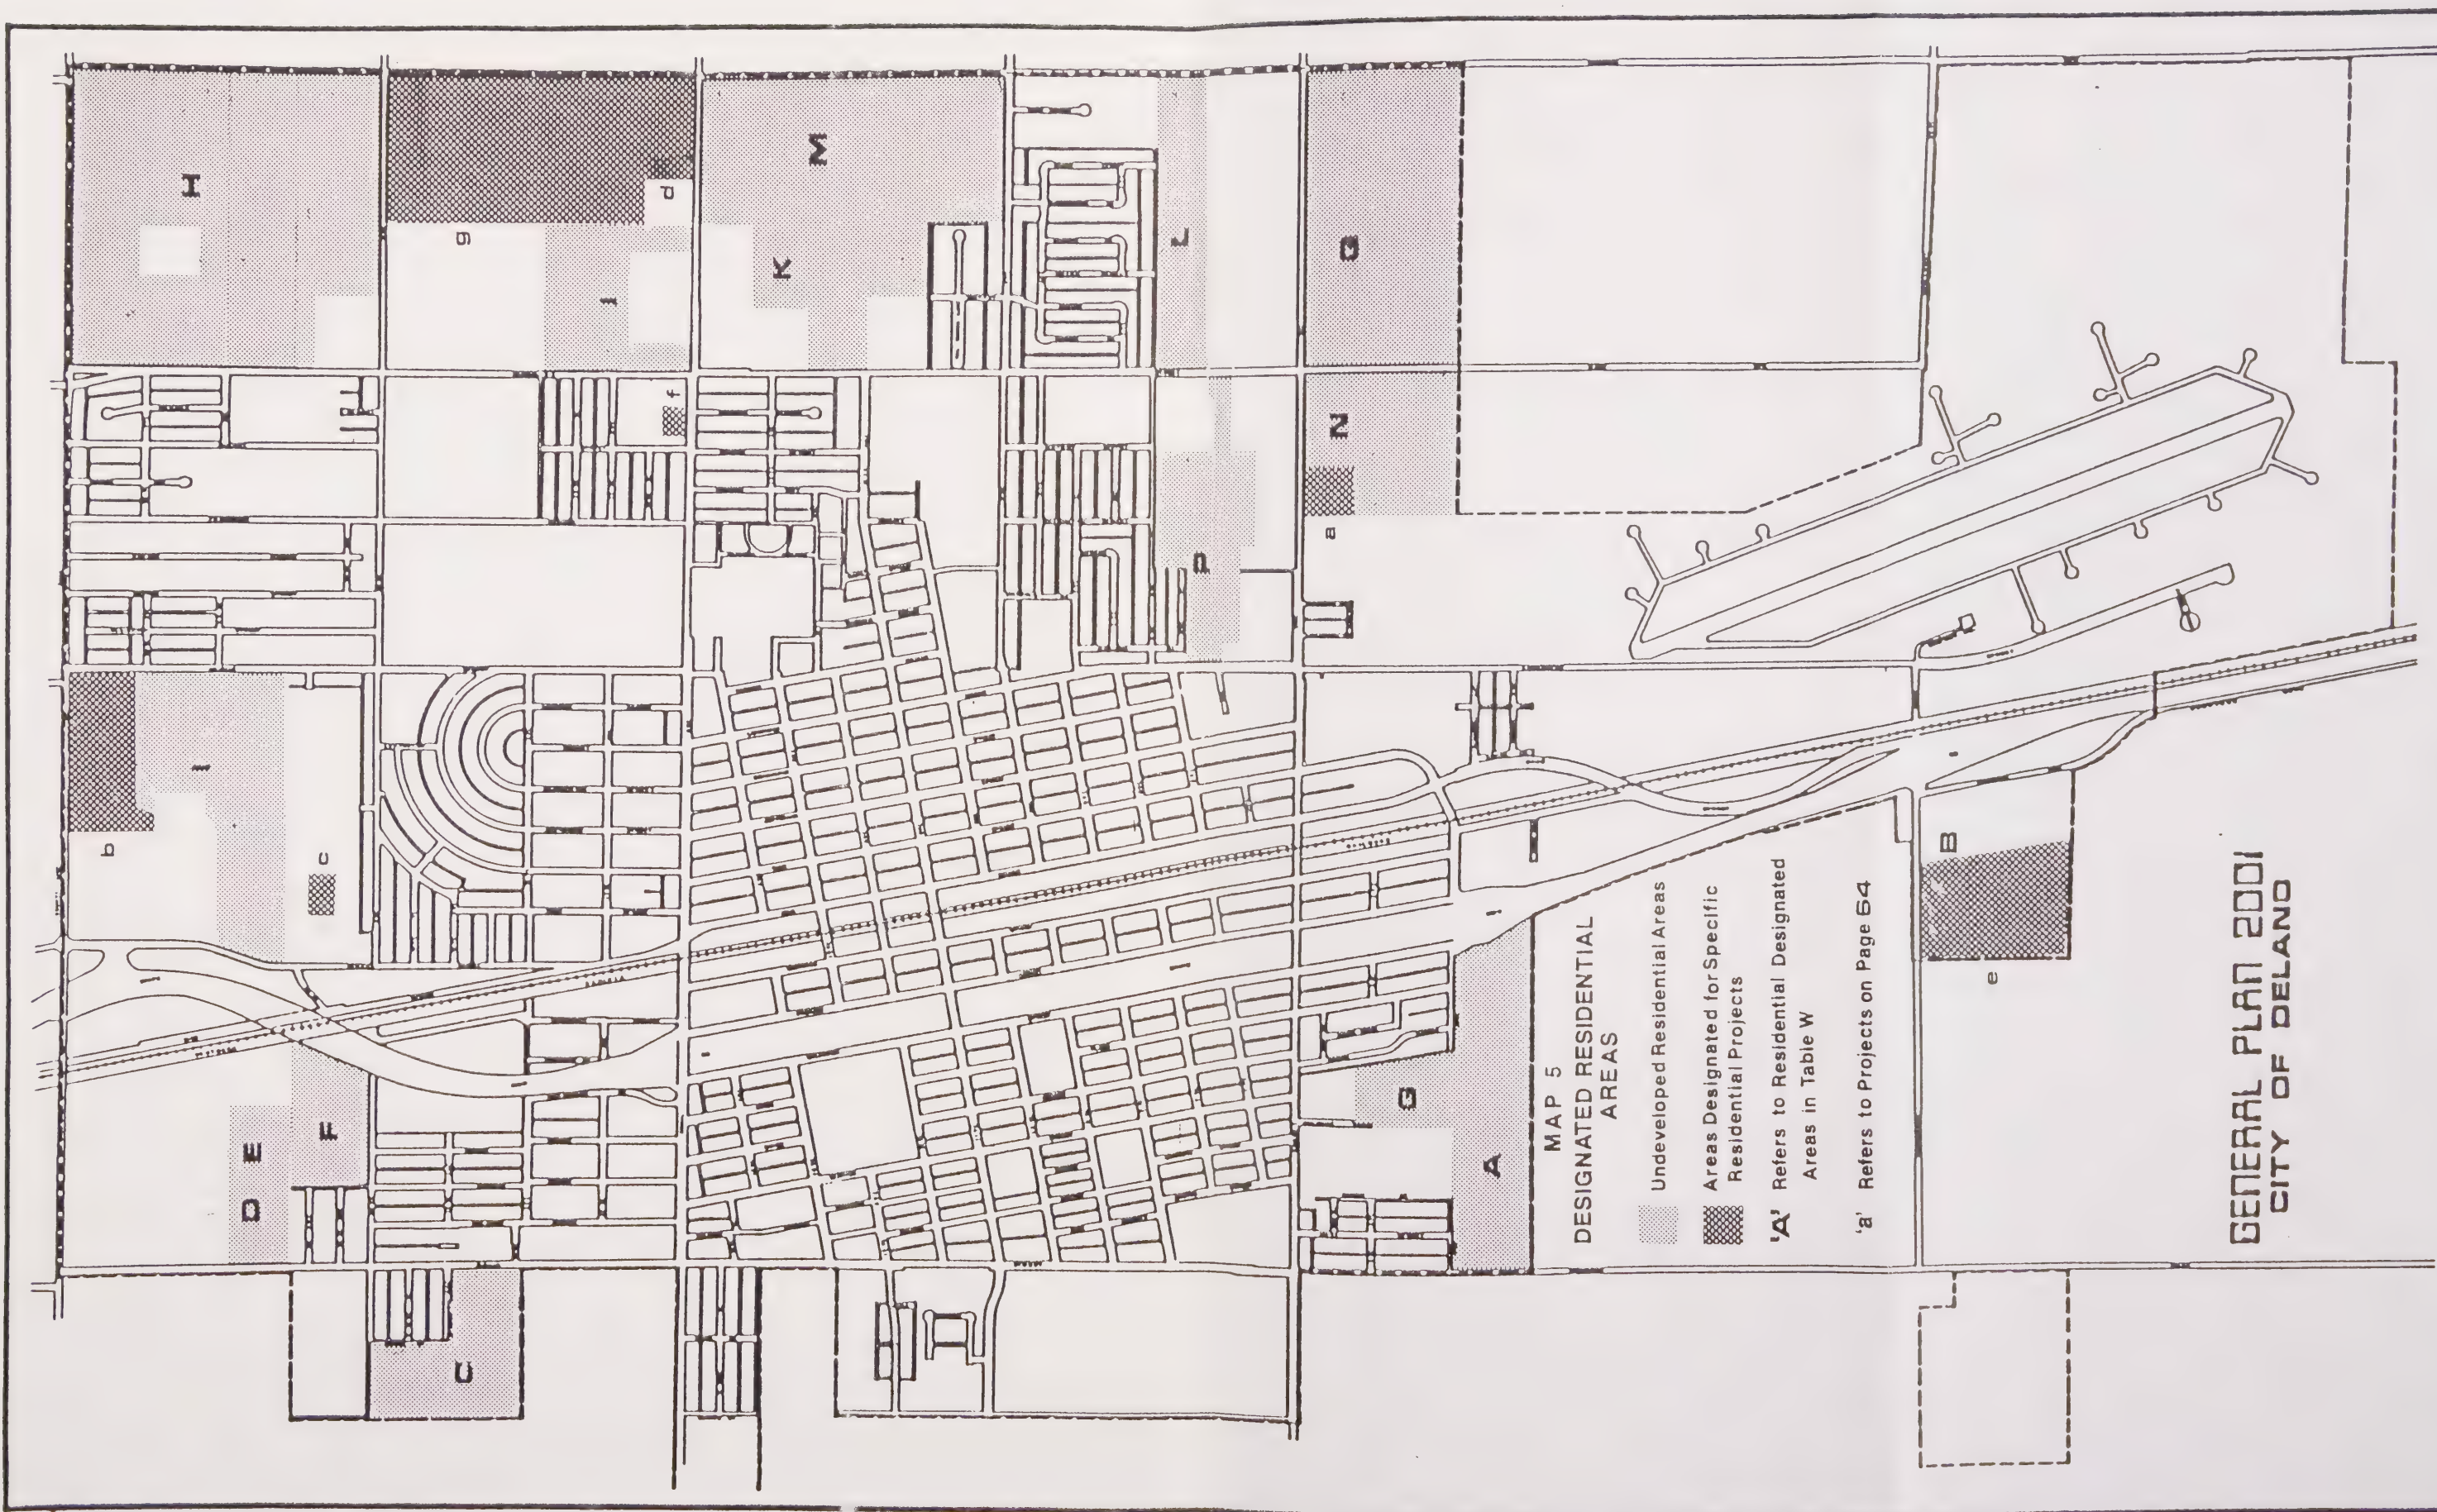 b
I
D E
F c
C g
f d
K
M
L
a
N
G
A
MAP 5
DESIGNATED RESIDENTIAL
AREAS
Undeveloped Residential Areas
Areas Designated for Specific
Residential Projects
'A' Refers to Residential Designated
Areas in Table W
'a' Refers to Projects on Page 64
B
e
GENERAL PLAN 2001
CITY OF DELANO